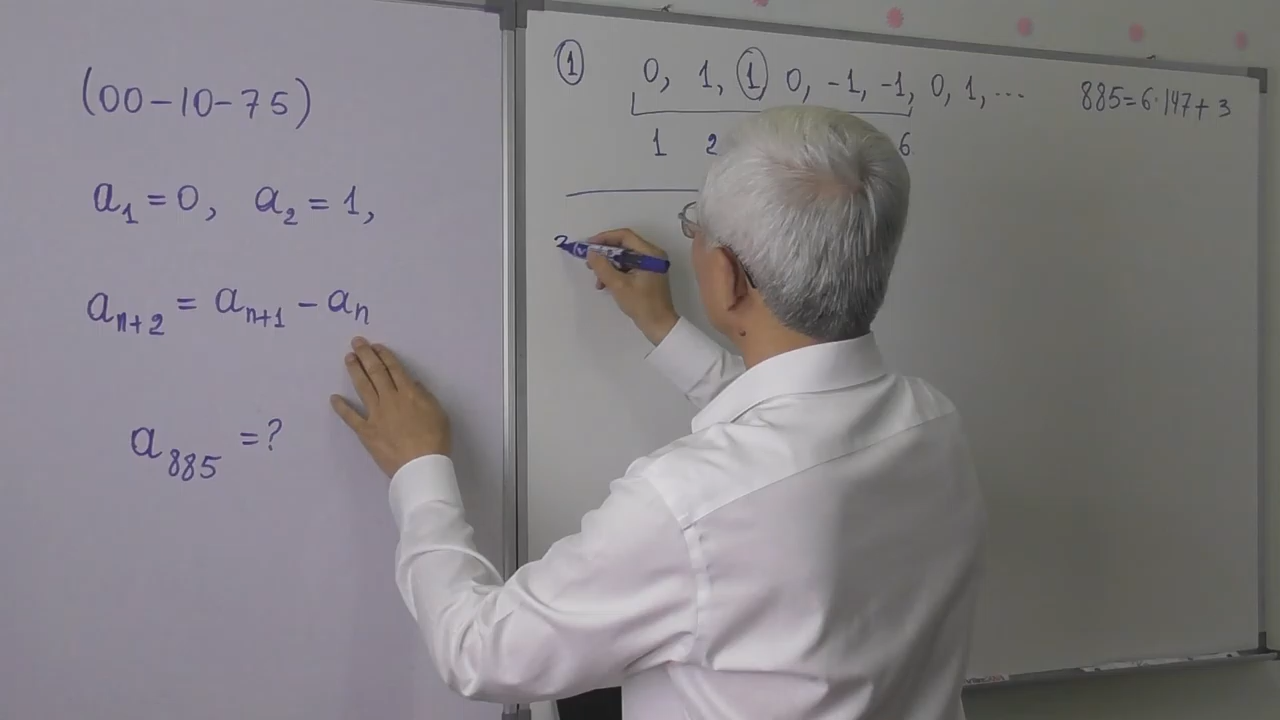 (00-10-75)
a₁ = 0, a₂ = 1,
aₙ₊₂ = aₙ₊₁ - aₙ
a₈₈₅ = ?
① 0, 1, ① 0, -1, -1, 0, 1, ...
885 = 6·147 + 3
1 2 6